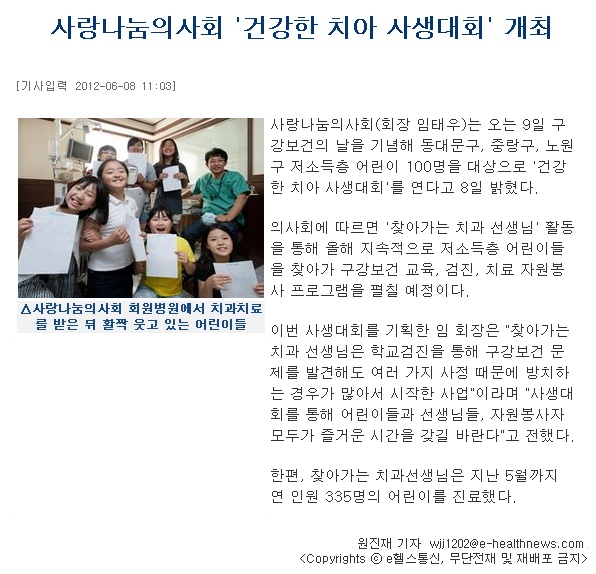 사랑나눔의사회 '건강한 치아 사생대회' 개최
[기사입력 2012-06-08 11:03]
사랑나눔의사회(회장 임태우)는 오는 9일 구
강보건의 날을 기념해 동대문구, 중랑구, 노원
구 저소득층 어린이 100명을 대상으로 '건강
한 치아 사생대회'를 연다고 8일 밝혔다.
의사회에 따르면 '찾아가는 치과 선생님' 활동
을 통해 올해 지속적으로 저소득층 어린이들
을 찾아가 구강보건 교육, 검진, 치료 자원봉
사 프로그램을 펼칠 예정이다.
△사랑나눔의사회 회원병원에서 치과치료
를 받은 뒤 활짝 웃고 있는 어린이들
이번 사생대회를 기획한 임 회장은 "찾아가는
치과 선생님은 학교검진을 통해 구강보건 문
제를 발견해도 여러 가지 사정 때문에 방치하
는 경우가 많아서 시작한 사업"이라며 "사생대
회를 통해 어린이들과 선생님들, 자원봉사자
모두가 즐거운 시간을 갖길 바란다"고 전했다.
한편, 찾아가는 치과선생님은 지난 5월까지
연 인원 335명의 어린이를 진료했다.
원진재 기자 wjj1202@e-healthnews.com
<Copyrights ⓒ e헬스통신, 무단전재 및 재배포 금지>